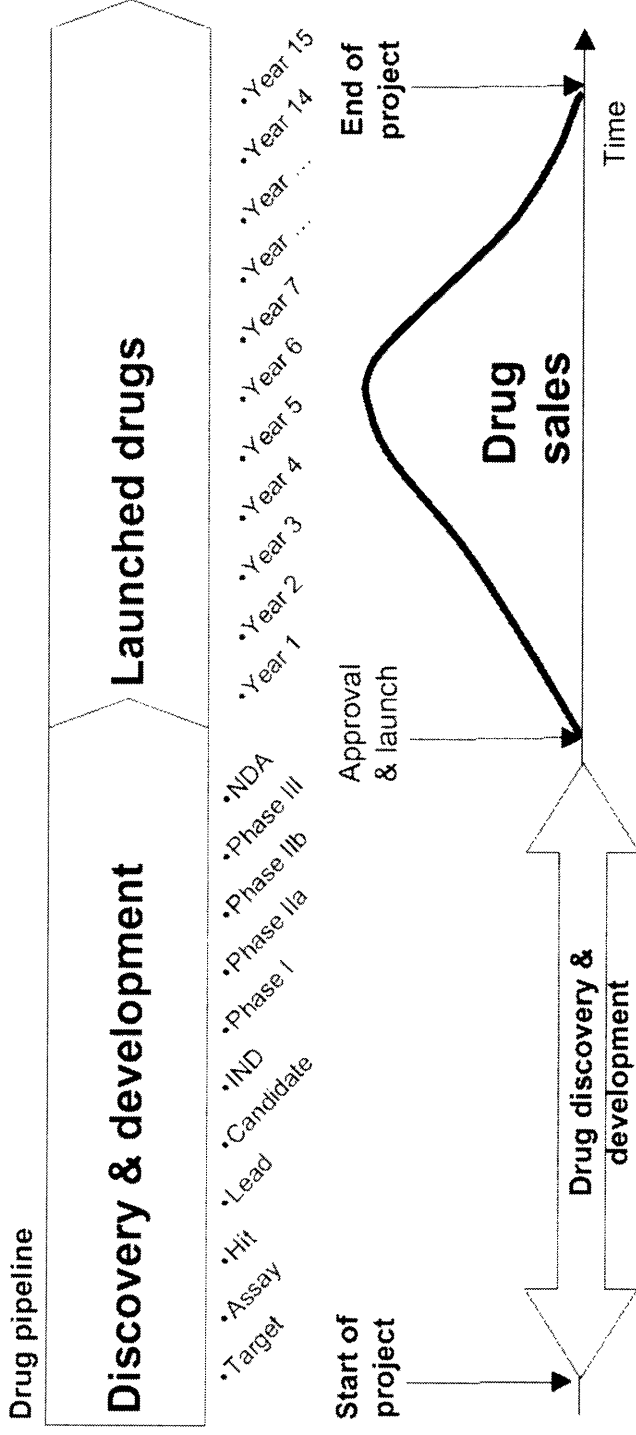 Drug pipeline
Discovery & development
Launched drugs
•Target
•Assay
•Hit
•Lead
•Candidate
•IND
•Phase I
•Phase IIa
•Phase IIb
•Phase III
•NDA
•Year 1
•Year 2
•Year 3
•Year 4
•Year 5
•Year 6
•Year 7
•Year ...
•Year ...
•Year 14
•Year 15
Start of
project
Approval
& launch
End of
project
Drug
sales
Drug discovery &
development
Time